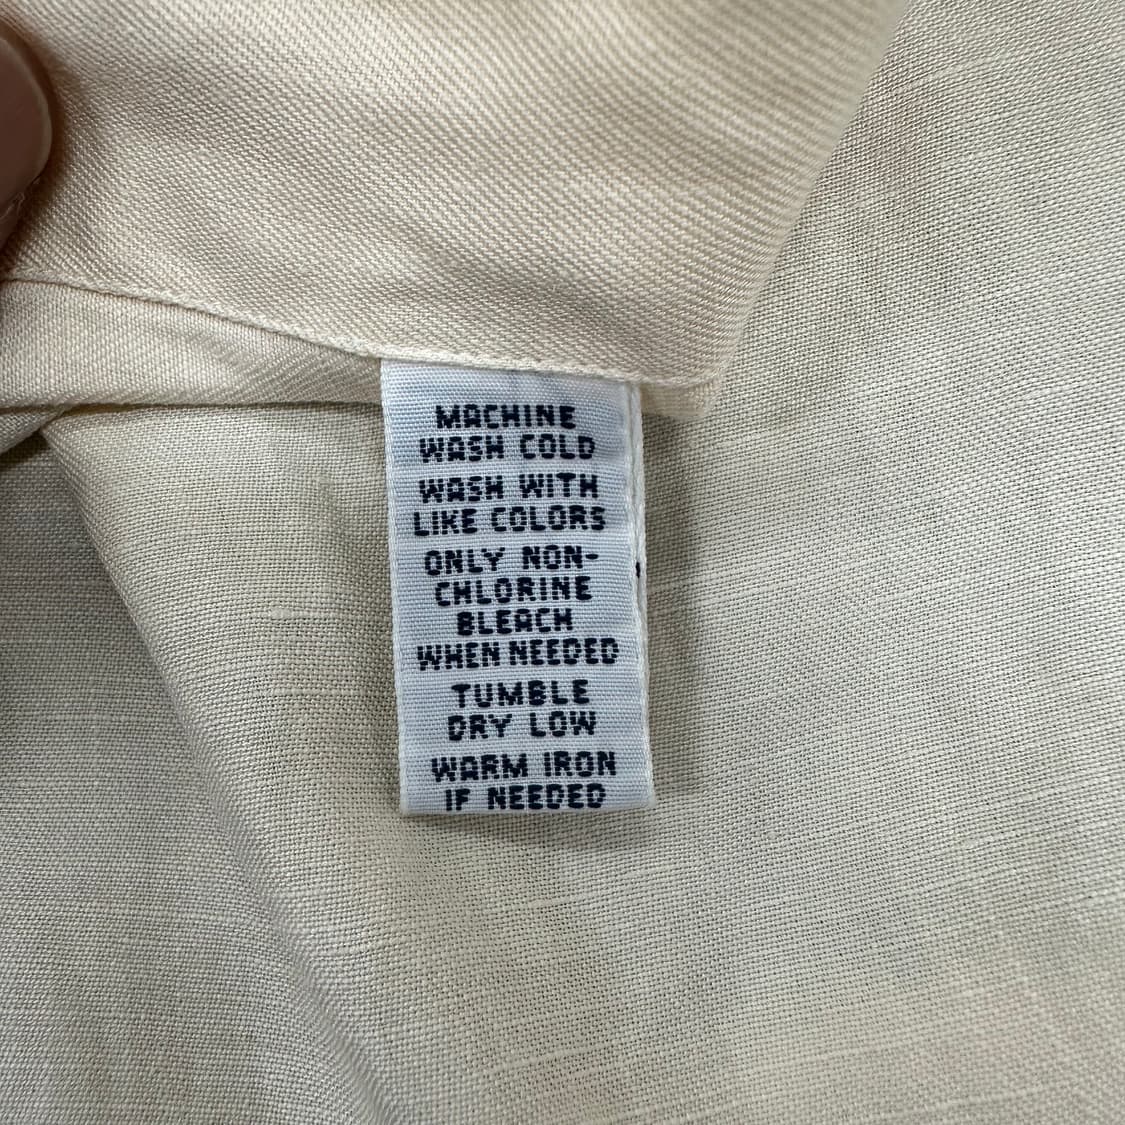 MACHINE
WASH COLD
WASH WITH
LIKE COLORS
ONLY NON-
CHLORINE
BLEACH
WHEN NEEDED
TUMBLE
DRY LOW
WARM IRON
IF NEEDED